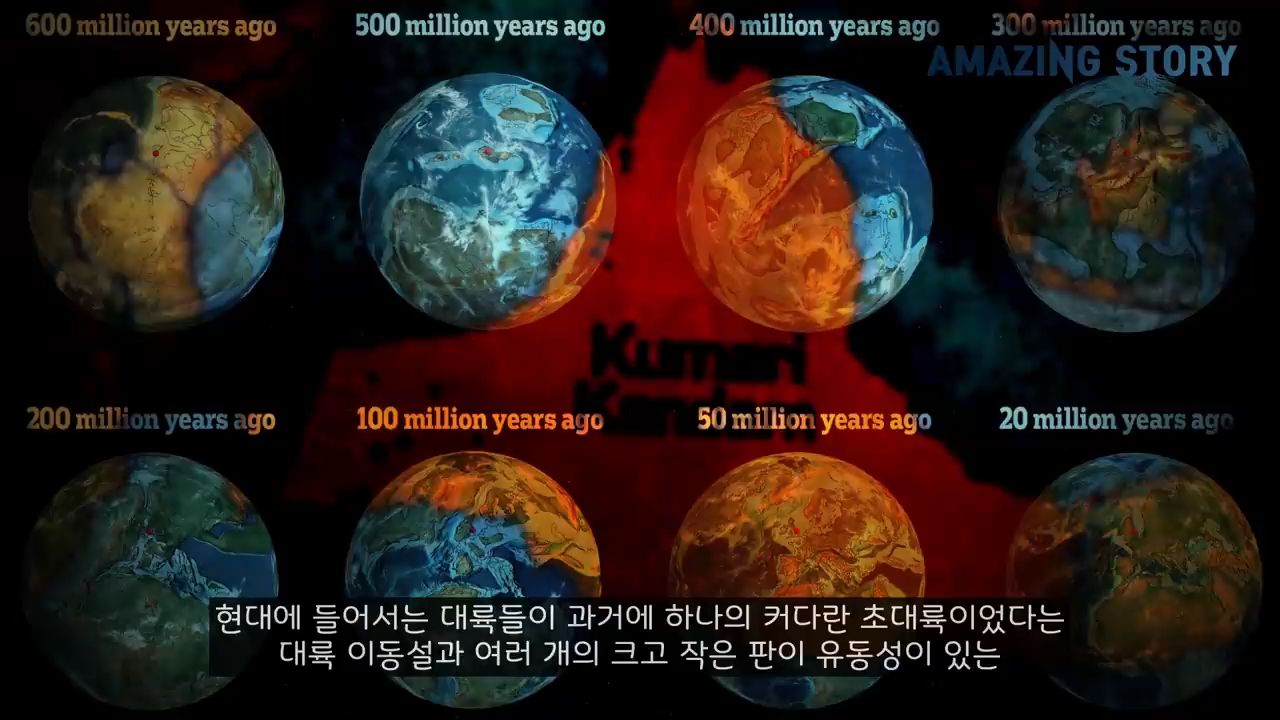 600 million years ago
500 million years ago
400 million years ago
300 million years ago
AMAZING STORY
Kumari
Kandam
200 million years ago
100 million years ago
50 million years ago
20 million years ago
현대에 들어서는 대륙들이 과거에 하나의 커다란 초대륙이었다는
대륙 이동설과 여러 개의 크고 작은 판이 유동성이 있는